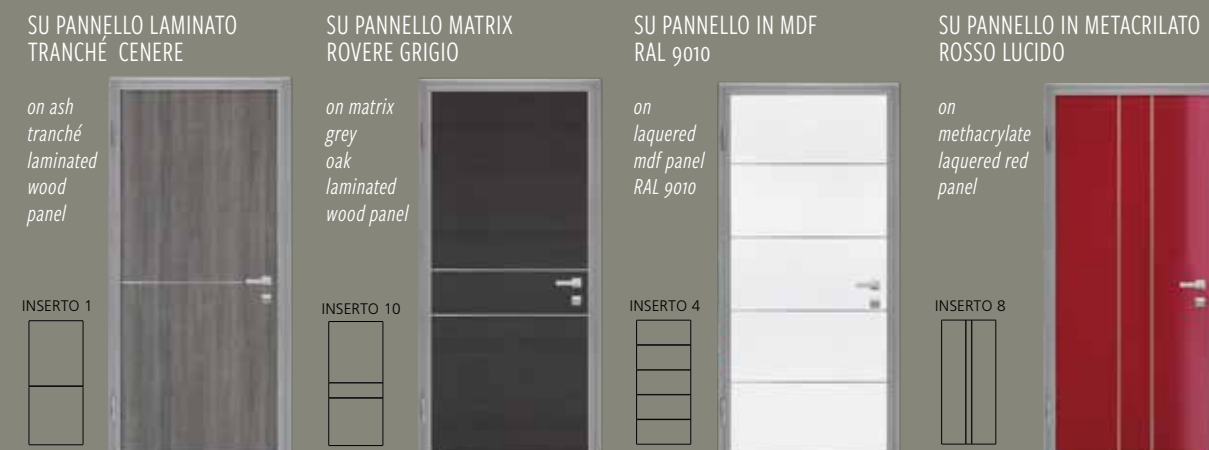 SU PANNELLO LAMINATO
TRANCHÉ CENERE
on ash
tranché
laminated
wood
panel
INSERTO 1
SU PANNELLO MATRIX
ROVERE GRIGIO
on matrix
grey
oak
laminated
wood panel
INSERTO 10
SU PANNELLO IN MDF
RAL 9010
on
laquered
mdf panel
RAL 9010
INSERTO 4
SU PANNELLO IN METACRILATO
ROSSO LUCIDO
on
methacrylate
laquered red
panel
INSERTO 8